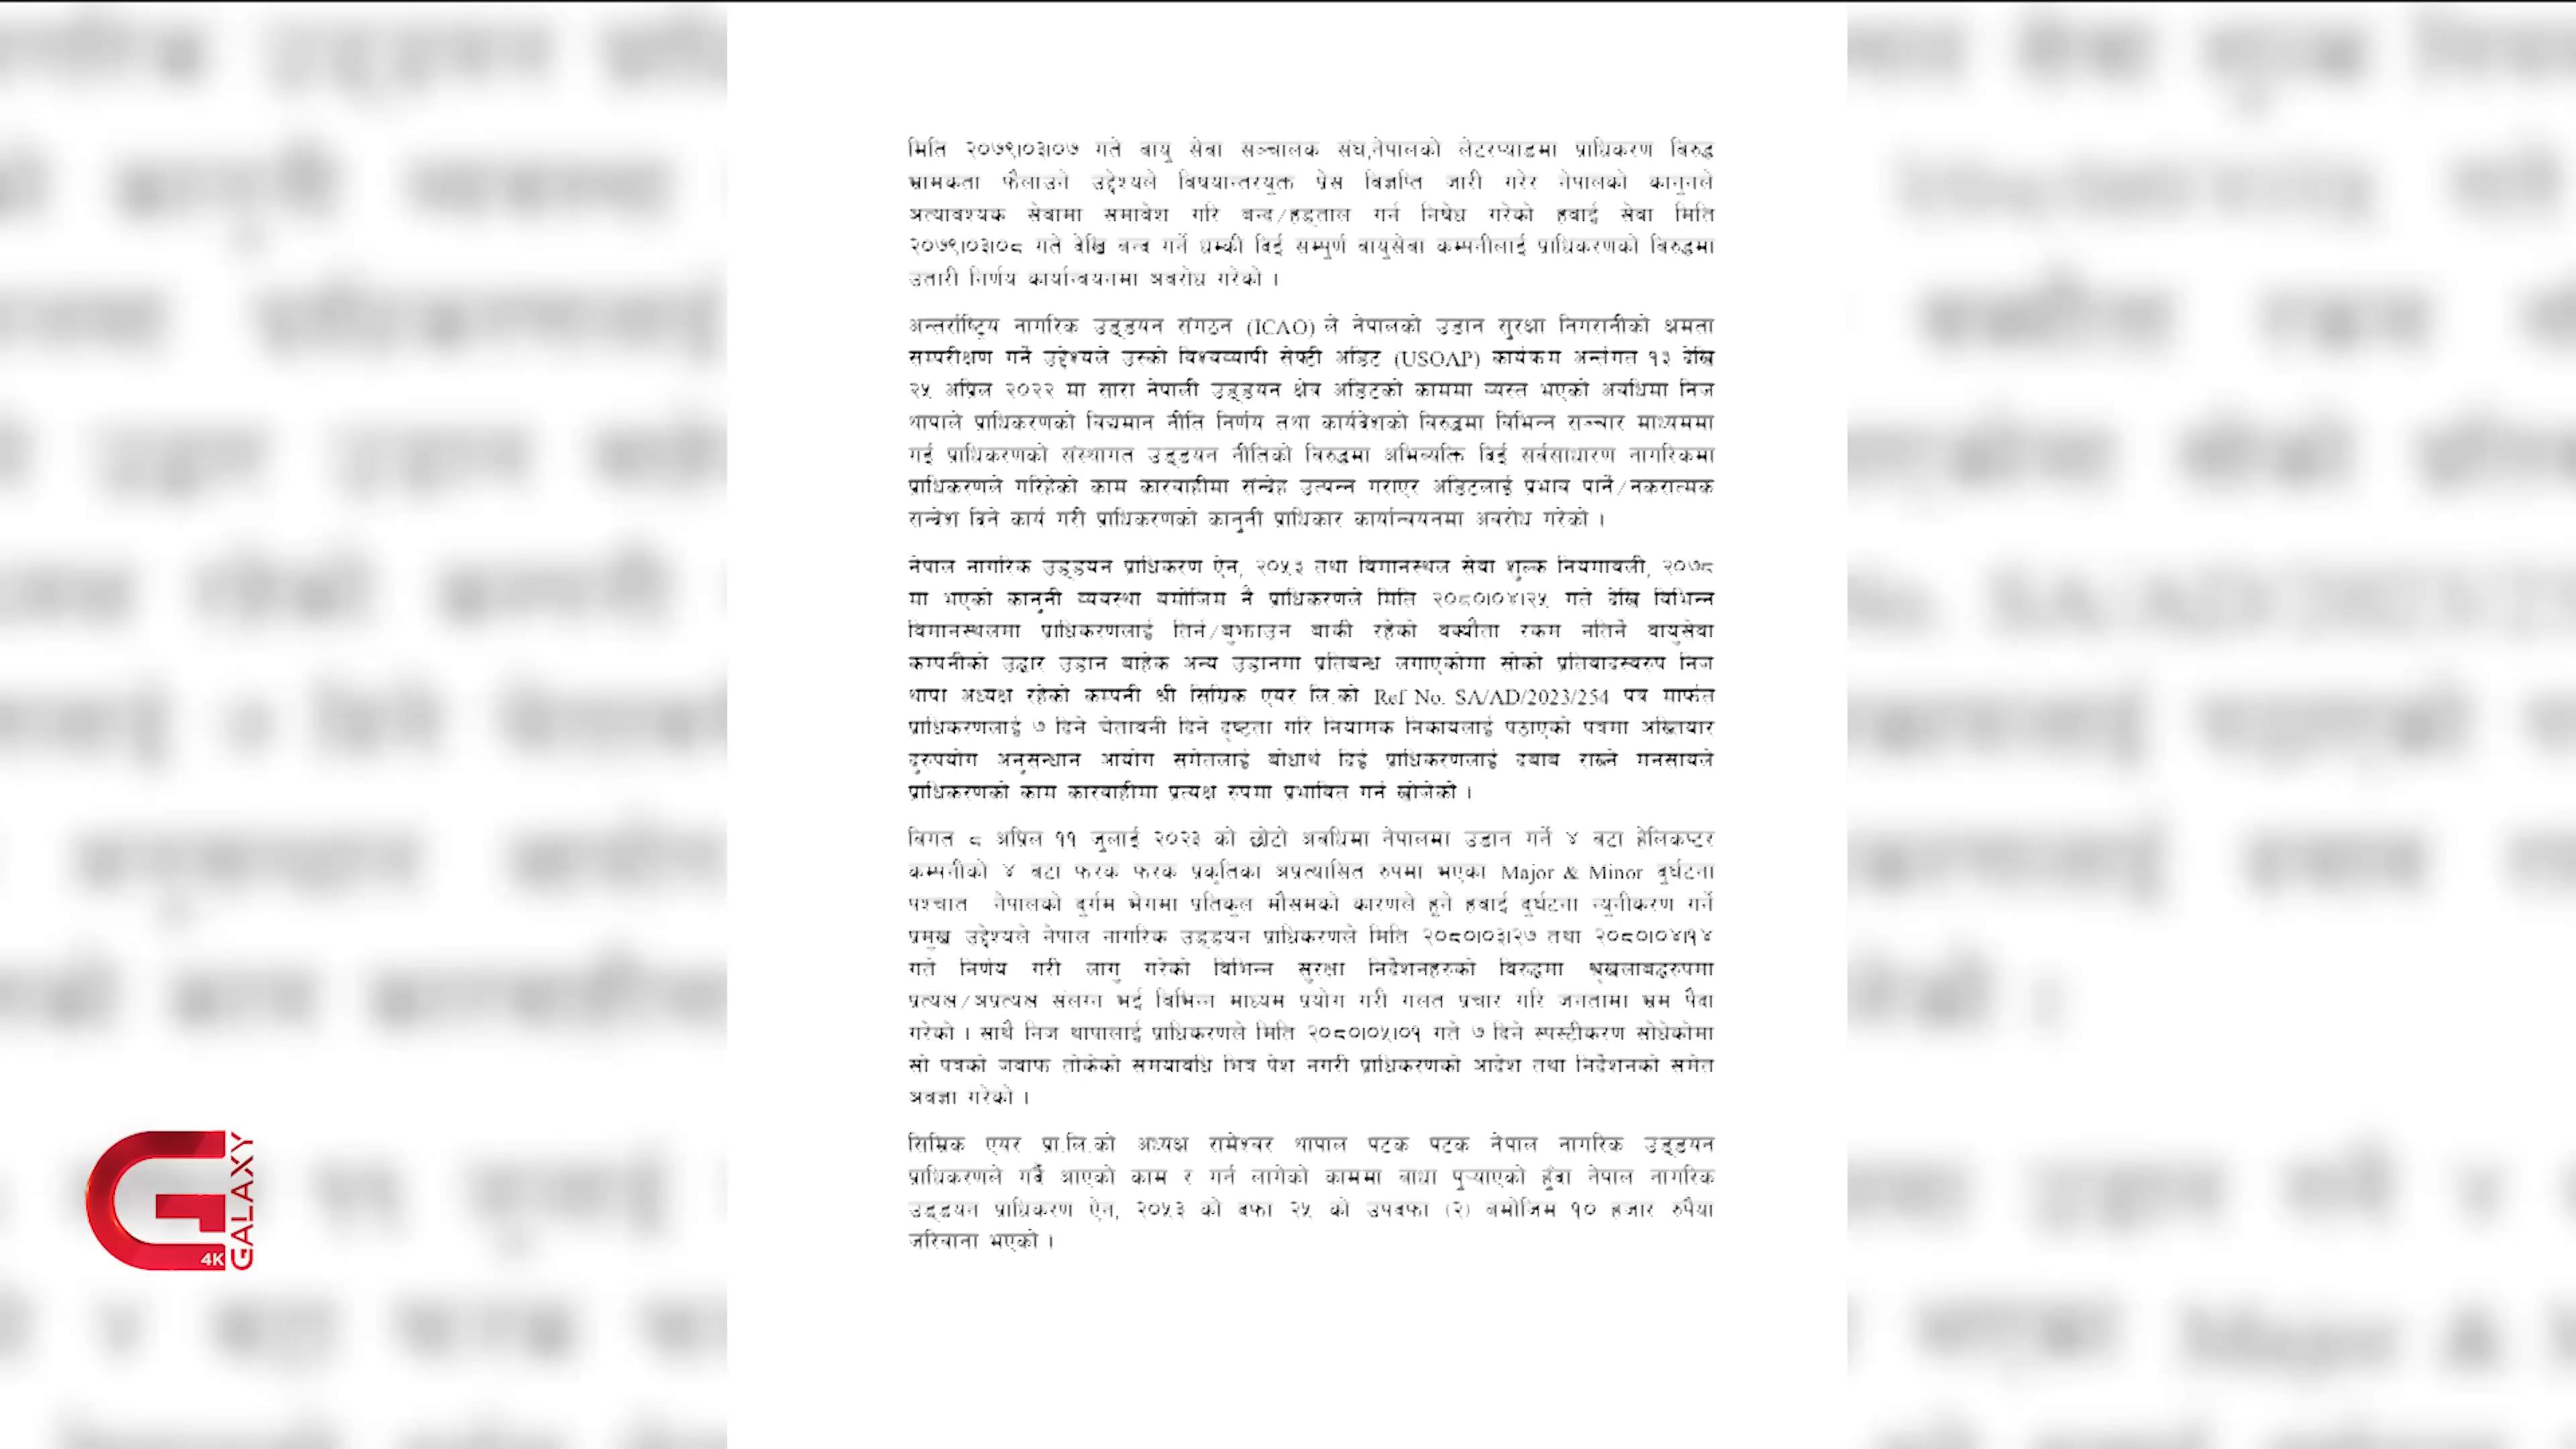 मिति २०७९।०३।०७ गते वायु सेवा सञ्चालक संघ,नेपालको लेटरप्याडमा प्राधिकरण विरुद्ध
भ्रामकता फैलाउने उद्देश्यले विषयान्तरयुक्त प्रेस विज्ञप्ति जारी गरेर नेपालको कानूनले
अत्यावश्यक सेवामा समावेश गरि बन्द/हड्ताल गर्न निषेध गरेको हवाई सेवा मिति
२०७९।०३।०८ गते देखि बन्द गर्ने धम्की दिई सम्पुर्ण वायुसेवा कम्पनीलाई प्राधिकरणको बिरुद्धमा
उतारी निर्णय कार्यान्वयनमा अवरोध गरेको ।
अन्तर्राष्ट्रिय नागरिक उड्डयन संगठन (ICAO) ले नेपालको उडान सुरक्षा निगरानीको क्षमता
सम्परीक्षण गर्ने उद्देश्यले उसको विश्वव्यापी सेफ्टी अडिट (USOAP) कार्यक्रम अन्तर्गत १३ देखि
२५ अप्रिल २०२२ मा सारा नेपाली उड्डयन क्षेत्र अडिटको काममा व्यस्त भएको अवधिमा निज
थापाले प्राधिकरणको विद्यमान नीति निर्णय तथा कार्यदेशको विरुद्धमा विभिन्न सञ्चार माध्यममा
गई प्राधिकरणको संस्थागत उड्डयन नीतिको विरुद्धमा अभिव्यक्ति दिई सर्वसाधारण नागरिकमा
प्राधिकरणले गरिहेको काम कारवाहीमा सन्देह उत्पन्न गराएर अडिटलाई प्रभाव पार्ने/नकरात्मक
सन्देश दिने कार्य गरी प्राधिकरणको कानुनी प्राधिकार कार्यान्वयनमा अवरोध गरेको ।
नेपाल नागरिक उड्डयन प्राधिकरण ऐन, २०५३ तथा विमानस्थल सेवा शुल्क नियमावली, २०७८
मा भएको कानुनी व्यवस्था बमोजिम नै प्राधिकरणले मिति २०८०।०४।२५ गते देखि विभिन्न
विमानस्थलमा प्राधिकरणलाई तिर्न/बुझाउन बाकी रहेको बक्यौता रकम नतिर्ने वायुसेवा
कम्पनीको उद्धार उडान बाहेक अन्य उडानमा प्रतिबन्ध लगाएकोमा सोको प्रतिवादस्वरुप निज
थापा अध्यक्ष रहेको कम्पनी श्री सिम्रिक एयर लि.को Ref No. SA/AD/2023/254 पत्र मार्फत
प्राधिकरणलाई ७ दिने चेतावनी दिने दृष्टता गरि नियामक निकायलाई पठाएको पत्रमा अख्तियार
दुरुपयोग अनुसन्धान आयोग समेतलाई बोधार्थ दिई प्राधिकरणलाई दबाब राख्ने मनसायले
प्राधिकरणको काम कारवाहीमा प्रत्यक्ष रुपमा प्रभावित गर्न खोजेको ।
विगत ८ अप्रिल ११ जुलाई २०२३ को छोटो अवधिमा नेपालमा उडान गर्ने ४ वटा हेलिकप्टर
कम्पनीको ४ वटा फरक फरक प्रकृतिका अप्रत्यासित रुपमा भएका Major & Minor दुर्घटना
पश्चात नेपालको दुर्गम भेगमा प्रतिकूल मौसमको कारणले हुने हवाई दुर्घटना न्यूनीकरण गर्ने
प्रमुख उद्देश्यले नेपाल नागरिक उड्डयन प्राधिकरणले मिति २०८०।०३।२७ तथा २०८०।०४।१४
गते निर्णय गरी लागु गरेको विभिन्न सुरक्षा निर्देशनहरुको विरुद्धमा श्रृखलाबद्धरुपमा
प्रत्यक्ष/अप्रत्यक्ष संलग्न भई विभिन्न माध्यम प्रयोग गरी गलत प्रचार गरि जनतामा भ्रम पैदा
गरेको । साथै निज थापालाई प्राधिकरणले मिति २०८०।०५।०१ गते ७ दिने स्पस्टीकरण सोधेकोमा
सो पत्रको जवाफ तोकेको समयावधि भित्र पेश नगरी प्राधिकरणको आदेश तथा निर्देशनको समेत
अवज्ञा गरेको ।
सिम्रिक एयर प्रा.लि.को अध्यक्ष रामेश्वर थापाल पटक पटक नेपाल नागरिक उड्डयन
प्राधिकरणले गर्दै आएको काम र गर्न लागेको काममा बाधा पुऱ्याएको हुँदा नेपाल नागरिक
उड्डयन प्राधिकरण ऐन, २०५३ को दफा २५ को उपदफा (२) बमोजिम १० हजार रुपैया
जरिवाना भएको ।
GALAXY
4K